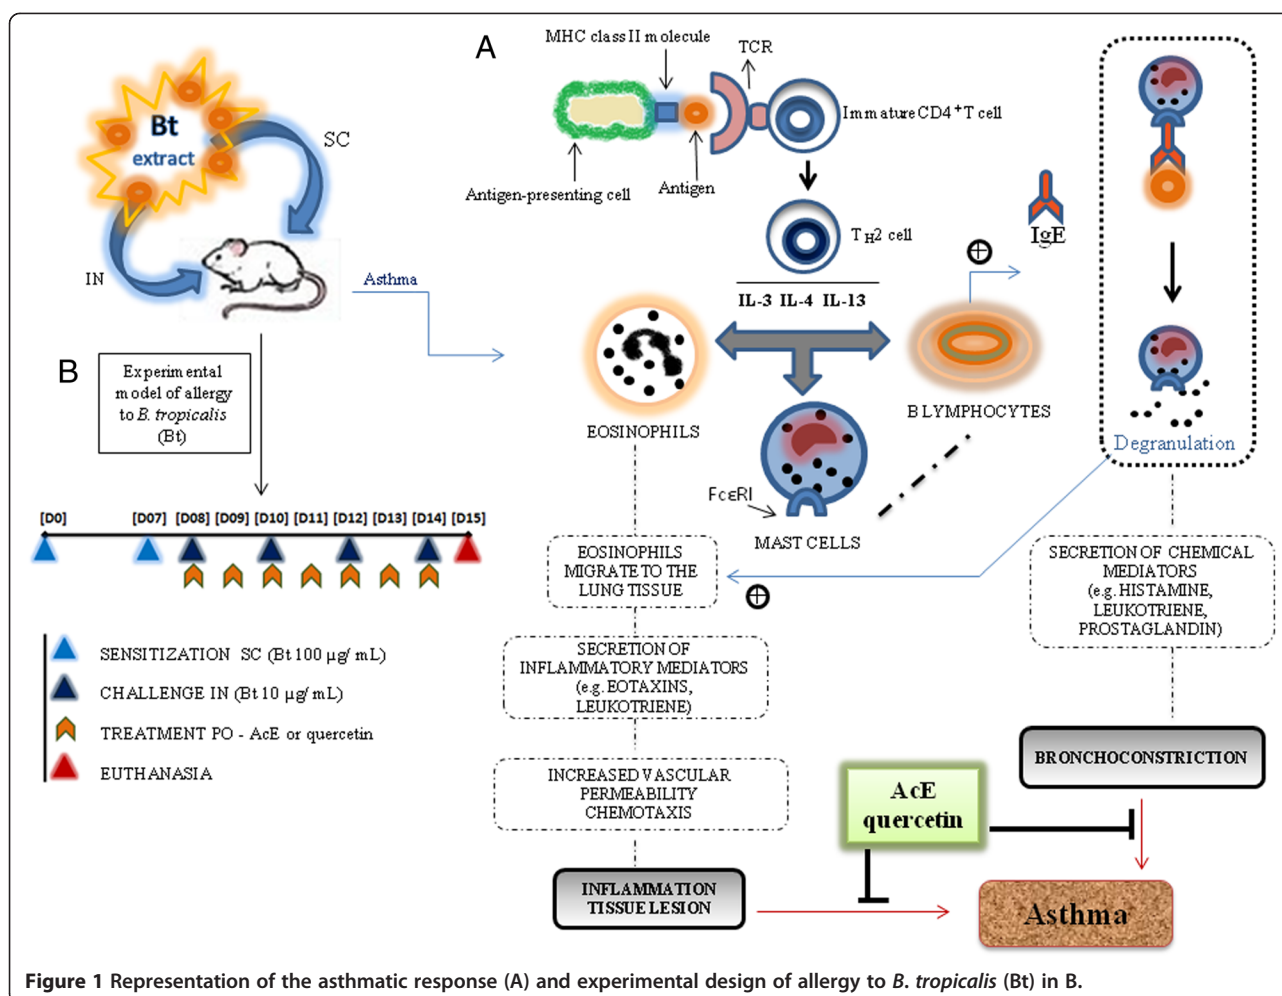 A
MHC class II molecule
TCR
Bt
extract
SC
IN
Immature CD4+T cell
Antigen-presenting cell
Antigen
TH2 cell
IgE
IL-3 IL-4 IL-13
Asthma
EOSINOPHILS
B LYMPHOCYTES
FcεRI
MAST CELLS
Degranulation
B
Experimental
model of allergy
to B. tropicalis
(Bt)
[D0] [D07] [D08] [D09] [D10] [D11] [D12] [D13] [D14] [D15]
SENSITIZATION SC (Bt 100 µg/ mL)
CHALLENGE IN (Bt 10 µg/ mL)
TREATMENT PO - AcE or quercetin
EUTHANASIA
EOSINOPHILS
MIGRATE TO THE
LUNG TISSUE
SECRETION OF
INFLAMMATORY MEDIATORS
(e.g. EOTAXINS,
LEUKOTRIENE)
INCREASED VASCULAR
PERMEABILITY
CHEMOTAXIS
INFLAMMATION
TISSUE LESION
SECRETION OF CHEMICAL
MEDIATORS
(e.g. HISTAMINE,
LEUKOTRIENE,
PROSTAGLANDIN)
BRONCHOCONSTRICTION
AcE
quercetin
Asthma
Figure 1 Representation of the asthmatic response (A) and experimental design of allergy to B. tropicalis (Bt) in B.